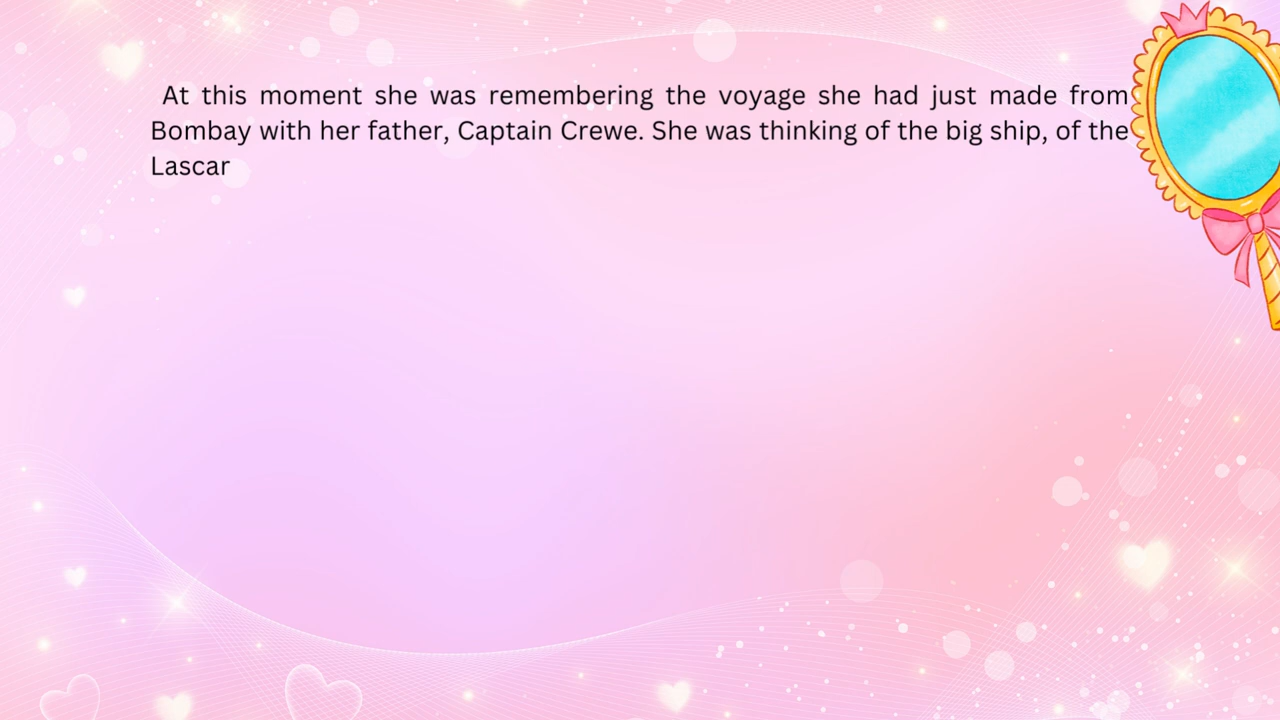 At this moment she was remembering the voyage she had just made from
Bombay with her father, Captain Crewe. She was thinking of the big ship, of the
Lascar